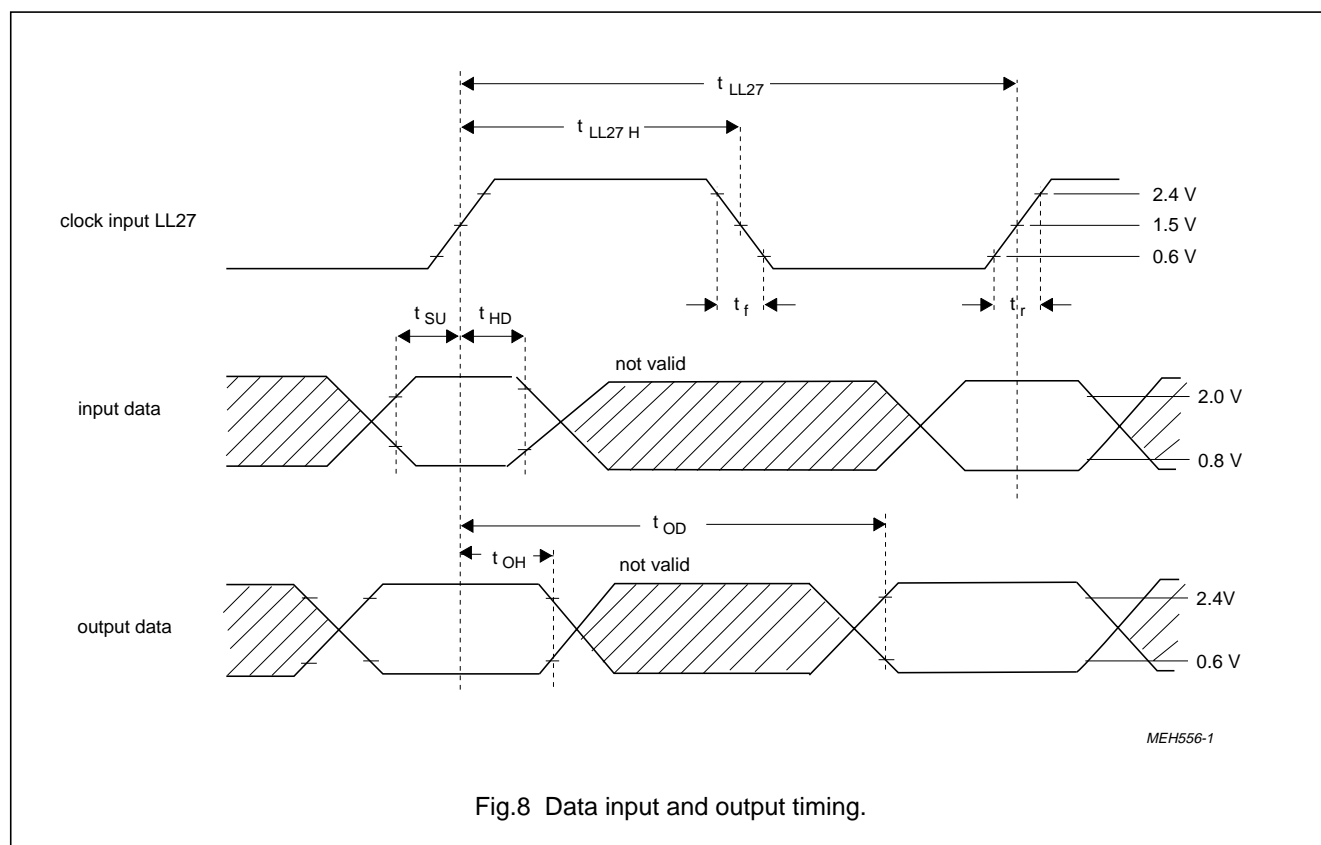 t LL27
t LL27 H
clock input LL27
2.4 V
1.5 V
0.6 V
t SU
t HD
t f
t r
not valid
input data
2.0 V
0.8 V
t OD
t OH
not valid
output data
2.4V
0.6 V
MEH556-1
Fig.8 Data input and output timing.